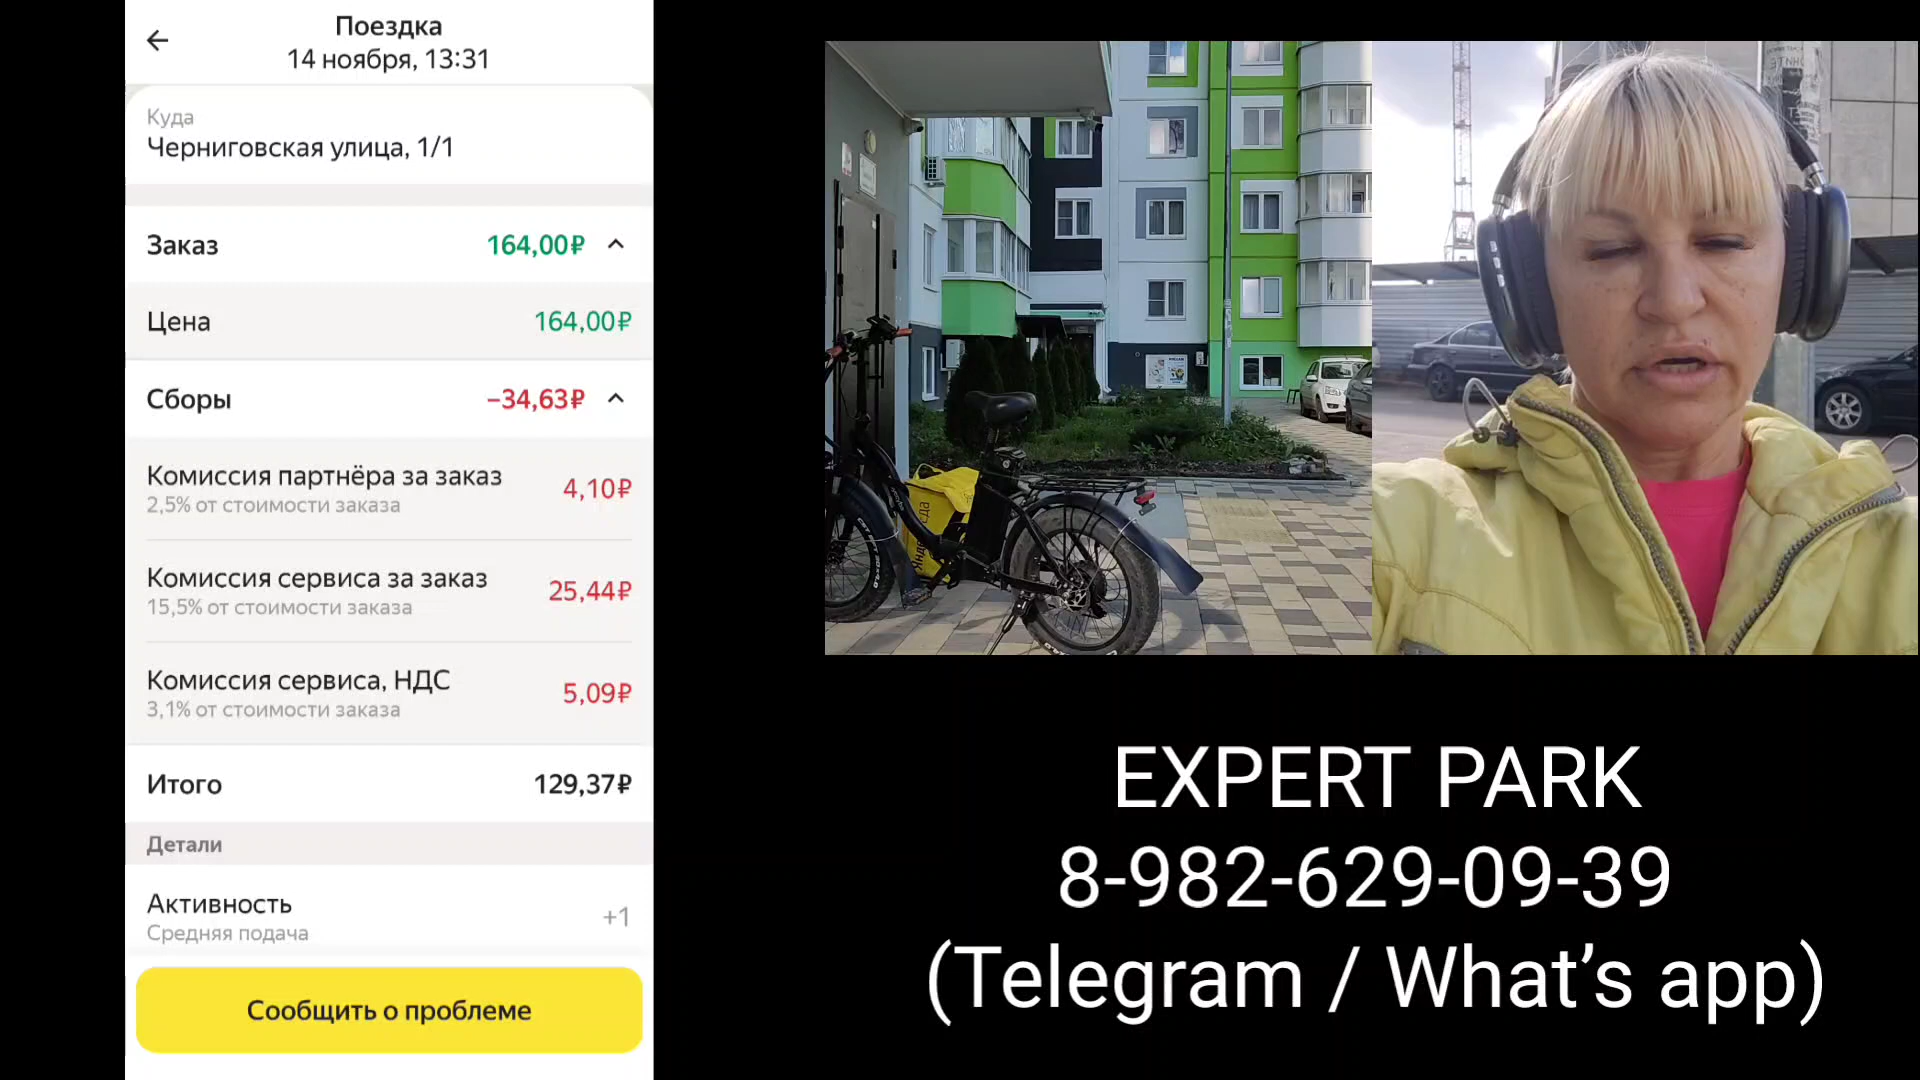 Поездка
14 ноября, 13:31
Куда
Черниговская улица, 1/1
Заказ 164,00₽
Цена 164,00₽
Сборы −34,63₽
Комиссия партнёра за заказ 4,10₽
2,5% от стоимости заказа
Комиссия сервиса за заказ 25,44₽
15,5% от стоимости заказа
Комиссия сервиса, НДС 5,09₽
3,1% от стоимости заказа
Итого 129,37₽
Детали
Активность +1
Средняя подача
Сообщить о проблеме
EXPERT PARK
8-982-629-09-39
(Telegram / What’s app)